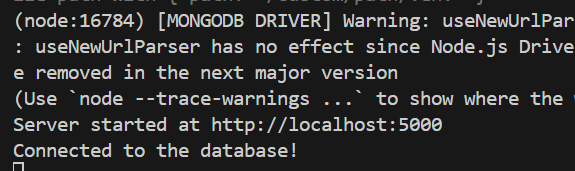 (node:16784) [MONGODB DRIVER] Warning: useNewUrlPar
: useNewUrlParser has no effect since Node.js Drive
e removed in the next major version
(Use `node --trace-warnings ...` to show where the
Server started at http://localhost:5000
Connected to the database!